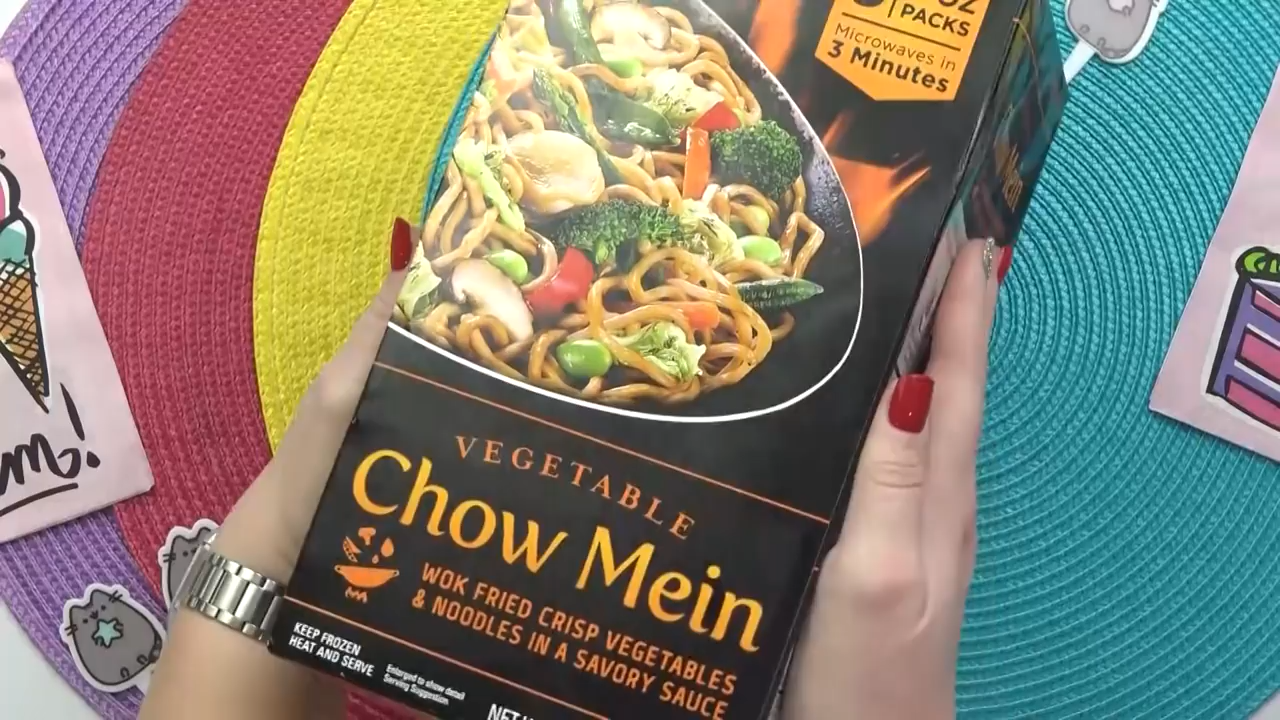 PACKS
Microwaves in
3 Minutes
Mein
VEGETABLE
Chow Mein
WOK FRIED CRISP VEGETABLES
& NOODLES IN A SAVORY SAUCE
KEEP FROZEN
HEAT AND SERVE
Enlarged to show detail
Serving Suggestion